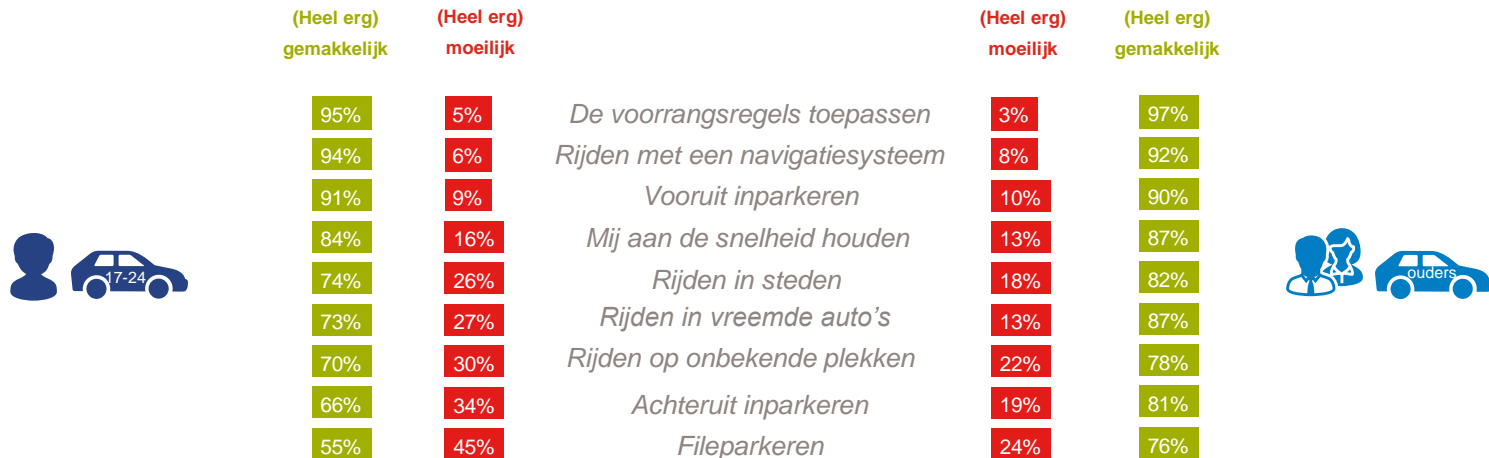 (Heel erg) (Heel erg) (Heel erg) (Heel erg)
gemakkelijk moeilijk moeilijk gemakkelijk
95% 5% De voorrangsregels toepassen 3% 97%
94% 6% Rijden met een navigatiesysteem 8% 92%
91% 9% Vooruit inparkeren 10% 90%
84% 16% Mij aan de snelheid houden 13% 87%
17-24 74% 26% Rijden in steden 18% 82% ouders
73% 27% Rijden in vreemde auto's 13% 87%
70% 30% Rijden op onbekende plekken 22% 78%
66% 34% Achteruit inparkeren 19% 81%
55% 45% Fileparkeren 24% 76%